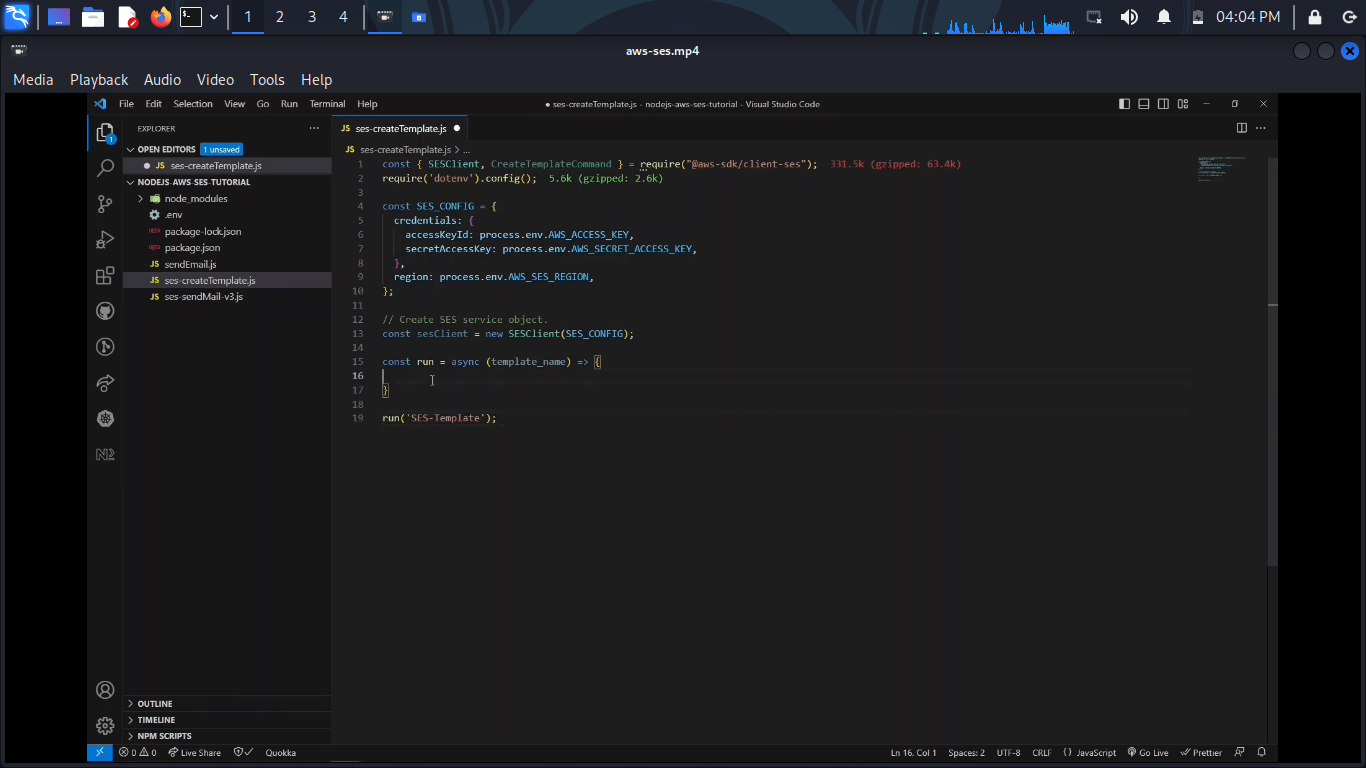 1 2 3 4 04:04 PM
aws-ses.mp4
Media Playback Audio Video Tools Help
File Edit Selection View Go Run Terminal Help
● ses-createTemplate.js - nodejs-aws-ses-tutorial - Visual Studio Code
EXPLORER
OPEN EDITORS 1 unsaved
JS ses-createTemplate.js
NODEJS-AWS-SES-TUTORIAL
node_modules
.env
package-lock.json
package.json
JS sendEmail.js
JS ses-createTemplate.js
JS ses-sendMail-v3.js
OUTLINE
TIMELINE
NPM SCRIPTS
JS ses-createTemplate.js ●
JS ses-createTemplate.js > ...
1 const { SESClient, CreateTemplateCommand } = require("@aws-sdk/client-ses"); 331.5k (gzipped: 63.4k)
2 require('dotenv').config(); 5.6k (gzipped: 2.6k)
3
4 const SES_CONFIG = {
5 credentials: {
6 accessKeyId: process.env.AWS_ACCESS_KEY,
7 secretAccessKey: process.env.AWS_SECRET_ACCESS_KEY,
8 },
9 region: process.env.AWS_SES_REGION,
10 };
11
12 // Create SES service object.
13 const sesClient = new SESClient(SES_CONFIG);
14
15 const run = async (template_name) => {
16
17 }
18
19 run('SES-Template');
0 0 Live Share Quokka Ln 16, Col 1 Spaces: 2 UTF-8 CRLF {} JavaScript Go Live Prettier